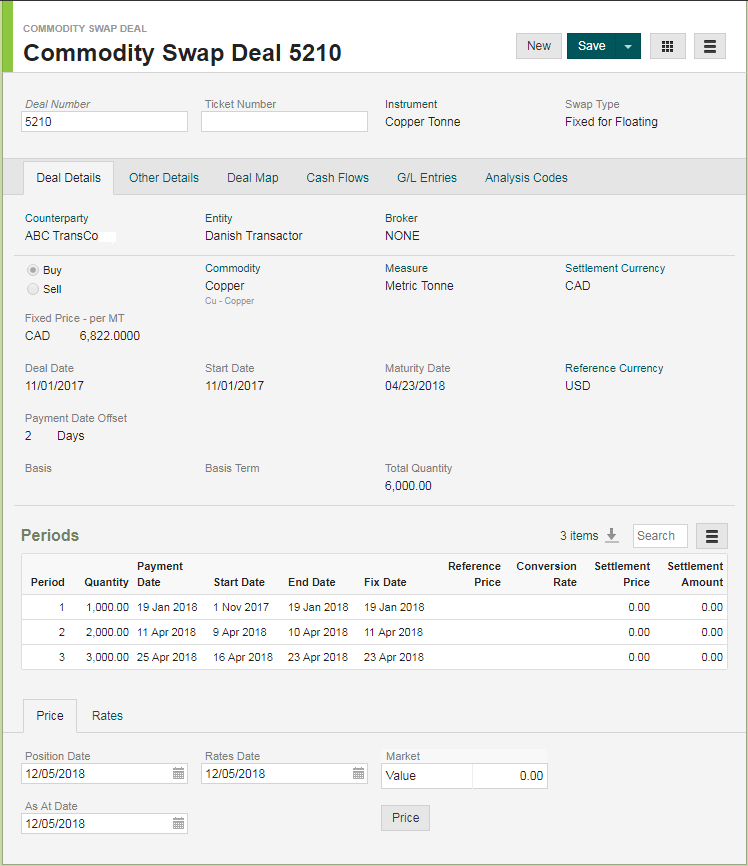 COMMODITY SWAP DEAL
Commodity Swap Deal 5210
New Save
Deal Number Ticket Number Instrument Swap Type
5210 Copper Tonne Fixed for Floating
Deal Details Other Details Deal Map Cash Flows G/L Entries Analysis Codes
Counterparty Entity Broker
ABC TransCo Danish Transactor NONE
Buy Commodity Measure Settlement Currency
Sell Copper Metric Tonne CAD
Cu - Copper
Fixed Price - per MT
CAD 6,822.0000
Deal Date Start Date Maturity Date Reference Currency
11/01/2017 11/01/2017 04/23/2018 USD
Payment Date Offset
2 Days
Basis Basis Term Total Quantity
6,000.00
Periods 3 items Search
Payment Reference Conversion Settlement Settlement
Period Quantity Date Start Date End Date Fix Date Price Rate Price Amount
1 1,000.00 19 Jan 2018 1 Nov 2017 19 Jan 2018 19 Jan 2018 0.00 0.00
2 2,000.00 11 Apr 2018 9 Apr 2018 10 Apr 2018 11 Apr 2018 0.00 0.00
3 3,000.00 25 Apr 2018 16 Apr 2018 23 Apr 2018 23 Apr 2018 0.00 0.00
Price Rates
Position Date Rates Date Market
12/05/2018 12/05/2018 Value 0.00
As At Date
12/05/2018 Price